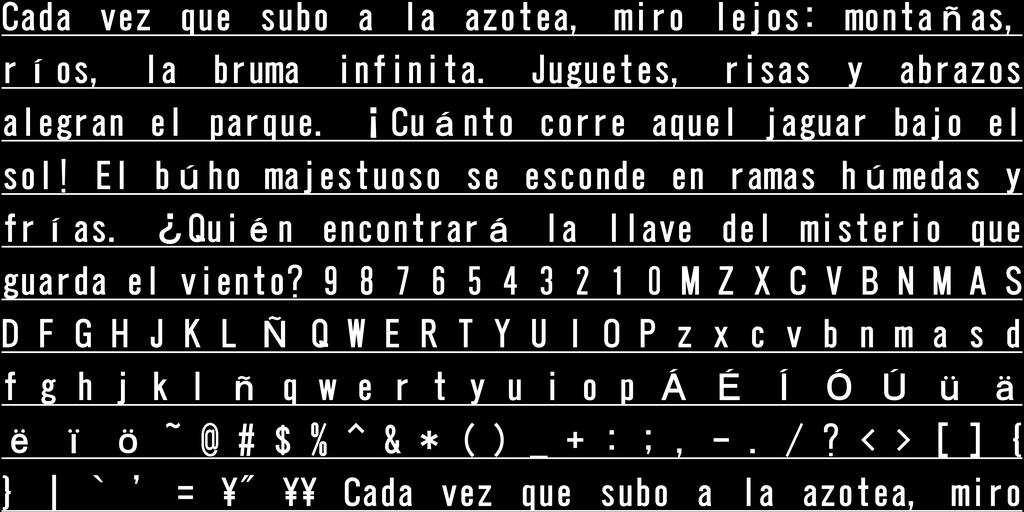 Cada vez que subo a la azotea, miro lejos: montañas,
ríos, la bruma infinita. Juguetes, risas y abrazos
alegran el parque. ¡Cuánto corre aquel jaguar bajo el
sol! El búho majestuoso se esconde en ramas húmedas y
frías. ¿Quién encontrará la llave del misterio que
guarda el viento? 9 8 7 6 5 4 3 2 1 0 M Z X C V B N M A S
D F G H J K L Ñ Q W E R T Y U I O P z x c v b n m a s d
f g h j k l ñ q w e r t y u i o p Á É Í Ó Ú ü ä
ë ï ö ~ @ # $ % ^ & * ( ) _ + : ; , - . / ? < > [ ] {
} | ` ' = ¥" ¥¥ Cada vez que subo a la azotea, miro